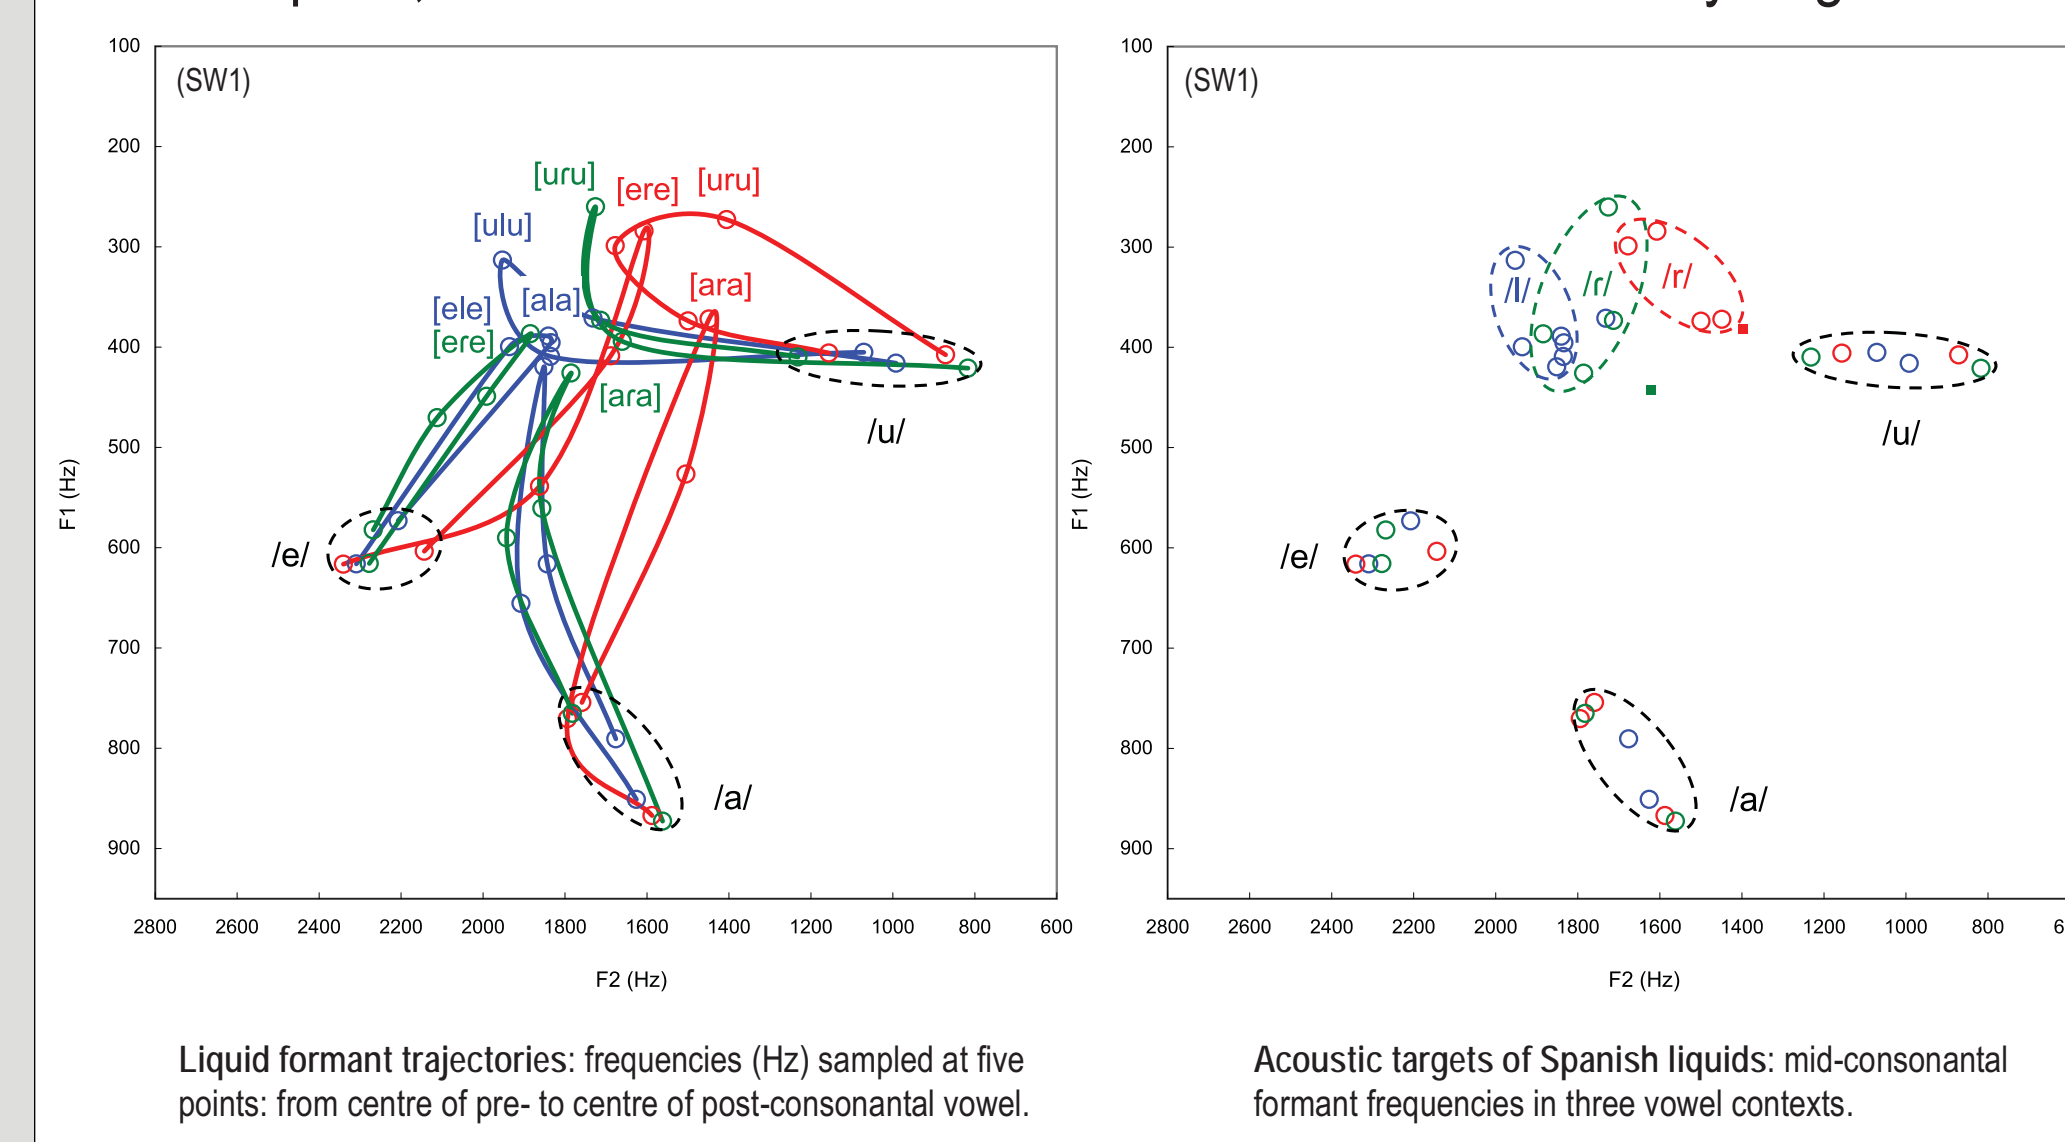 (SW1)
100
200
300
400
500
600
700
800
900
F1 (Hz)
[uɾu]
[ere]
[uru]
[ulu]
[ele]
[ala]
[ara]
[eɾe]
[aɾa]
/u/
/e/
/a/
2800 2600 2400 2200 2000 1800 1600 1400 1200 1000 800 600
F2 (Hz)
Liquid formant trajectories: frequencies (Hz) sampled at five
points: from centre of pre- to centre of post-consonantal vowel.
(SW1)
100
200
300
400
500
600
700
800
900
F1 (Hz)
/l/
/ɾ/
/r/
/u/
/e/
/a/
2800 2600 2400 2200 2000 1800 1600 1400 1200 1000 800
F2 (Hz)
Acoustic targets of Spanish liquids: mid-consonantal
formant frequencies in three vowel contexts.